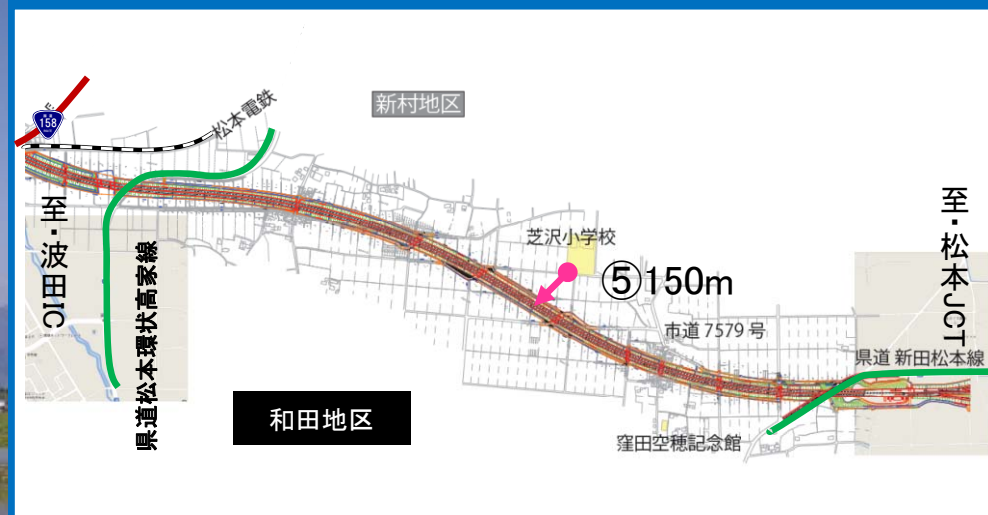 新村地区
158
松本電鉄
至・波田IC
県道松本環状高家線
芝沢小学校
⑤150m
市道7579号
至・松本JCT
県道 新田松本線
和田地区
窪田空穂記念館